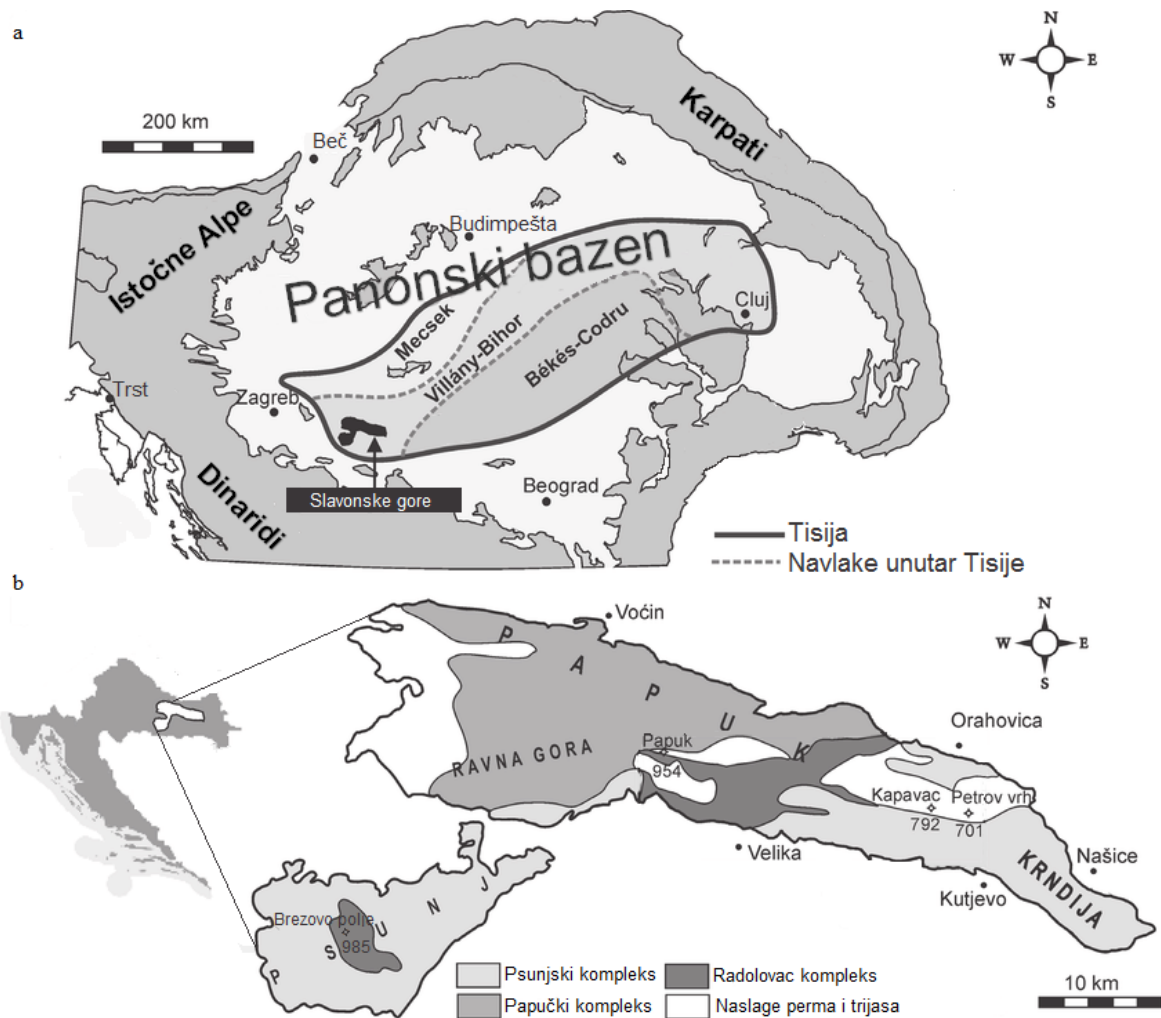 a
N
W E
S
200 km
Beč
Karpati
Istočne Alpe
Budimpešta
Panonski bazen
Cluj
Mecsek
Villány-Bihor
Békés-Codru
Trst
Zagreb
Dinaridi
Slavonske gore
Beograd
Tisija
Navlake unutar Tisije
b
N
W E
S
Voćin
PAPUK
Orahovica
RAVNA GORA
Papuk
954
Kapavac
792
Petrov vrh
701
Velika
Našice
Kutjevo
KRNDIJA
PSUNJ
Brezovo polje
985
Psunjski kompleks
Radolovac kompleks
Papučki kompleks
Naslage perma i trijasa
10 km